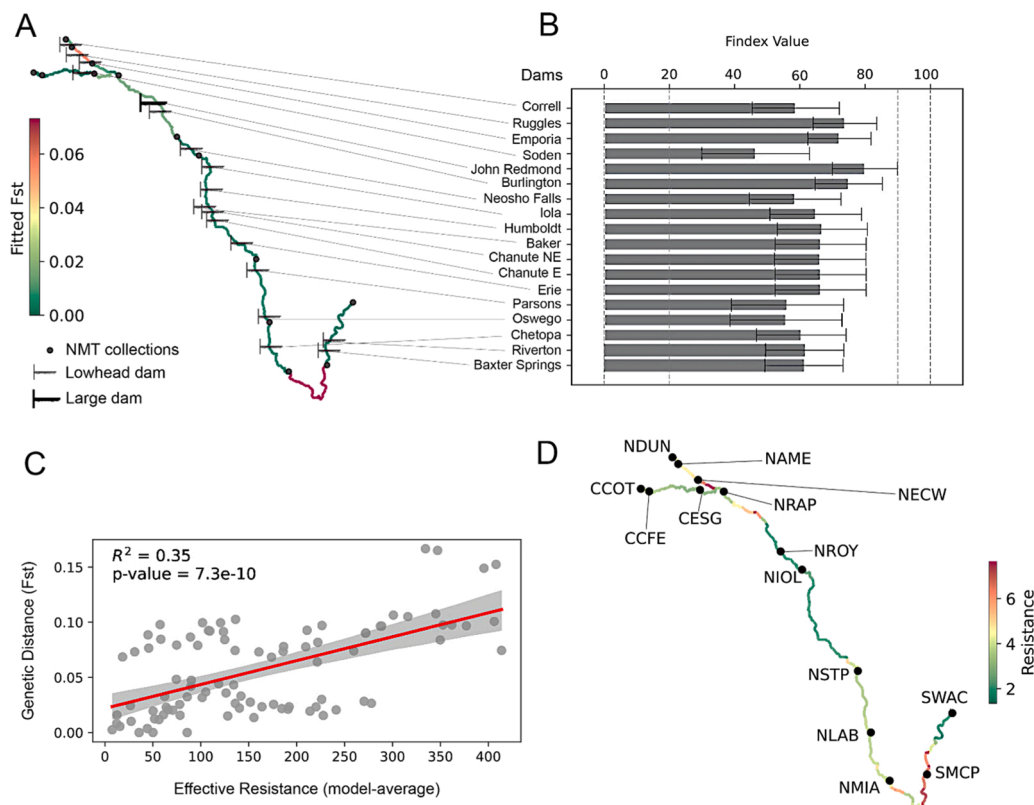 A
B
Findex Value
Dams
0 20 40 60 80 100
Correll
Ruggles
Emporia
Soden
John Redmond
Burlington
Neosho Falls
Iola
Humboldt
Baker
Chanute NE
Chanute E
Erie
Parsons
Oswego
Chetopa
Riverton
Baxter Springs
Fitted Fst
0.06
0.04
0.02
0.00
NMT collections
Lowhead dam
Large dam
C
R² = 0.35
p-value = 7.3e-10
Genetic Distance (Fst)
0.15
0.10
0.05
0.00
0 50 100 150 200 250 300 350 400
Effective Resistance (model-average)
D
NDUN
NAME
CCOT
NECW
CESG
NRAP
CCFE
NROY
NIOL
NSTP
SWAC
NLAB
SMCP
NMIA
Resistance
6
4
2